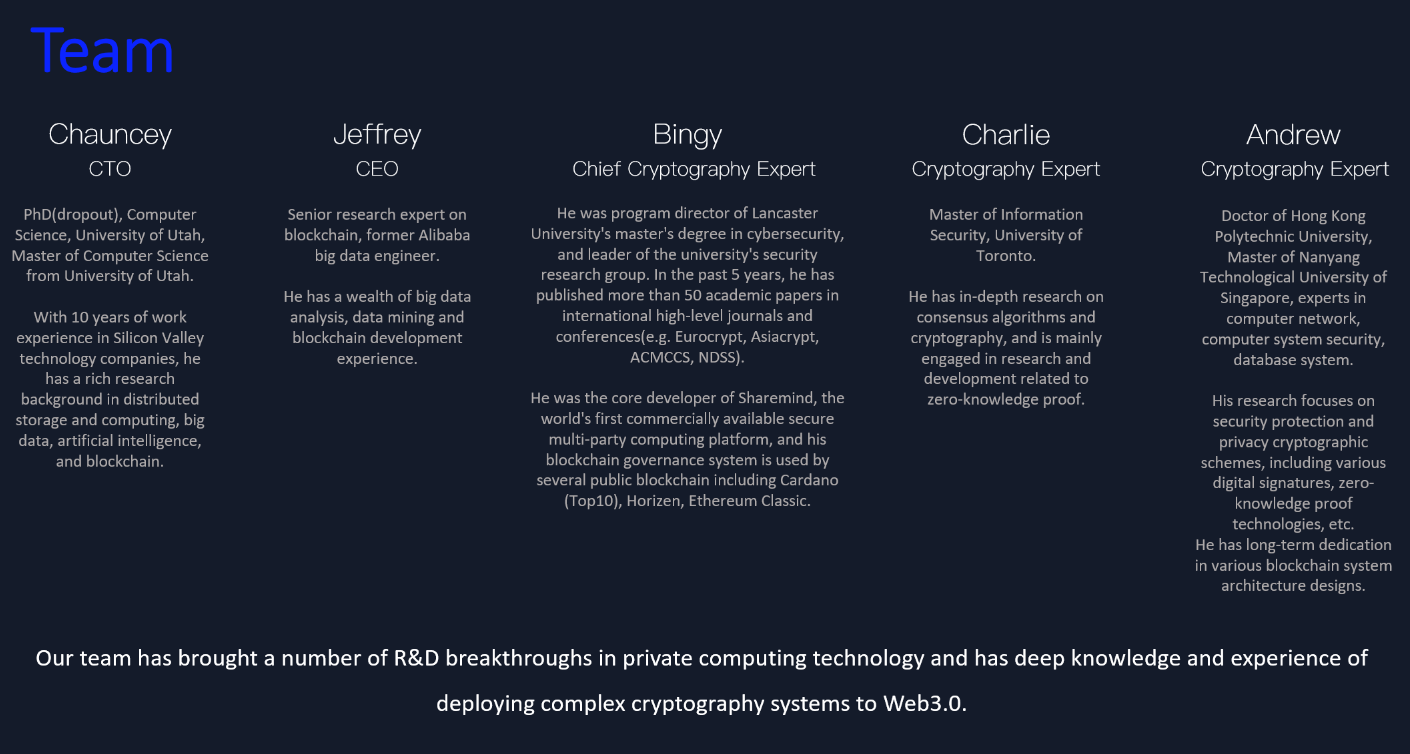 Team
Chauncey
CTO
PhD(dropout), Computer
Science, University of Utah,
Master of Computer Science
from University of Utah.
With 10 years of work
experience in Silicon Valley
technology companies, he
has a rich research
background in distributed
storage and computing, big
data, artificial intelligence,
and blockchain.
Jeffrey
CEO
Senior research expert on
blockchain, former Alibaba
big data engineer.
He has a wealth of big data
analysis, data mining and
blockchain development
experience.
Bingy
Chief Cryptography Expert
He was program director of Lancaster
University's master's degree in cybersecurity,
and leader of the university's security
research group. In the past 5 years, he has
published more than 50 academic papers in
international high-level journals and
conferences(e.g. Eurocrypt, Asiacrypt,
ACMCCS, NDSS).
He was the core developer of Sharemind, the
world's first commercially available secure
multi-party computing platform, and his
blockchain governance system is used by
several public blockchain including Cardano
(Top10), Horizen, Ethereum Classic.
Charlie
Cryptography Expert
Master of Information
Security, University of
Toronto.
He has in-depth research on
consensus algorithms and
cryptography, and is mainly
engaged in research and
development related to
zero-knowledge proof.
Andrew
Cryptography Expert
Doctor of Hong Kong
Polytechnic University,
Master of Nanyang
Technological University of
Singapore, experts in
computer network,
computer system security,
database system.
His research focuses on
security protection and
privacy cryptographic
schemes, including various
digital signatures, zero-
knowledge proof
technologies, etc.
He has long-term dedication
in various blockchain system
architecture designs.
Our team has brought a number of R&D breakthroughs in private computing technology and has deep knowledge and experience of
deploying complex cryptography systems to Web3.0.